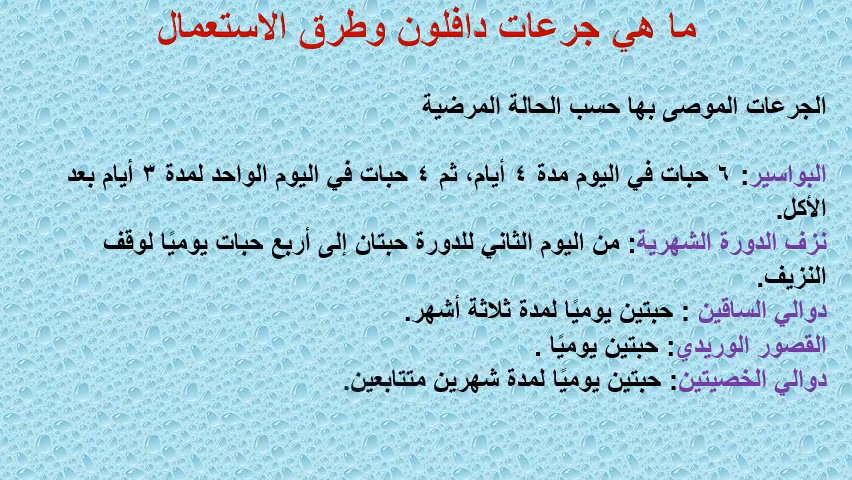 ما هي جرعات دافلون وطرق الاستعمال
الجرعات الموصى بها حسب الحالة المرضية
البواسير: ٦ حبات في اليوم مدة ٤ أيام، ثم ٤ حبات في اليوم الواحد لمدة ٣ أيام بعد
الأكل.
نزف الدورة الشهرية: من اليوم الثاني للدورة حبتان إلى أربع حبات يوميًا لوقف
النزيف.
دوالي الساقين : حبتين يوميًا لمدة ثلاثة أشهر.
القصور الوريدي: حبتين يوميًا .
دوالي الخصيتين: حبتين يوميًا لمدة شهرين متتابعين.